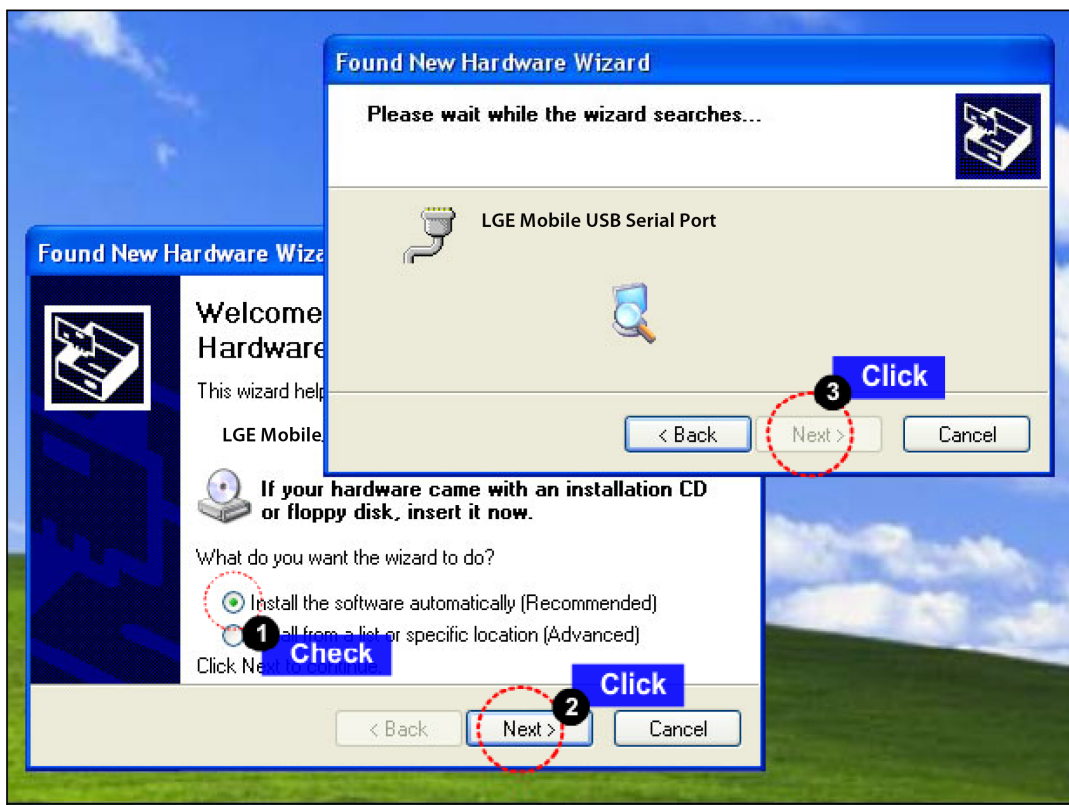 Found New Hardware Wizard
Please wait while the wizard searches...
LGE Mobile USB Serial Port
3
Click
< Back
Next >
Cancel
Found New Hardware Wiza
Welcome
Hardware
This wizard help
LGE Mobile
If your hardware came with an installation CD
or floppy disk, insert it now.
What do you want the wizard to do?
Install the software automatically (Recommended)
1
all from a list or specific location (Advanced)
Check
Click Next to continue.
2
Click
< Back
Next >
Cancel